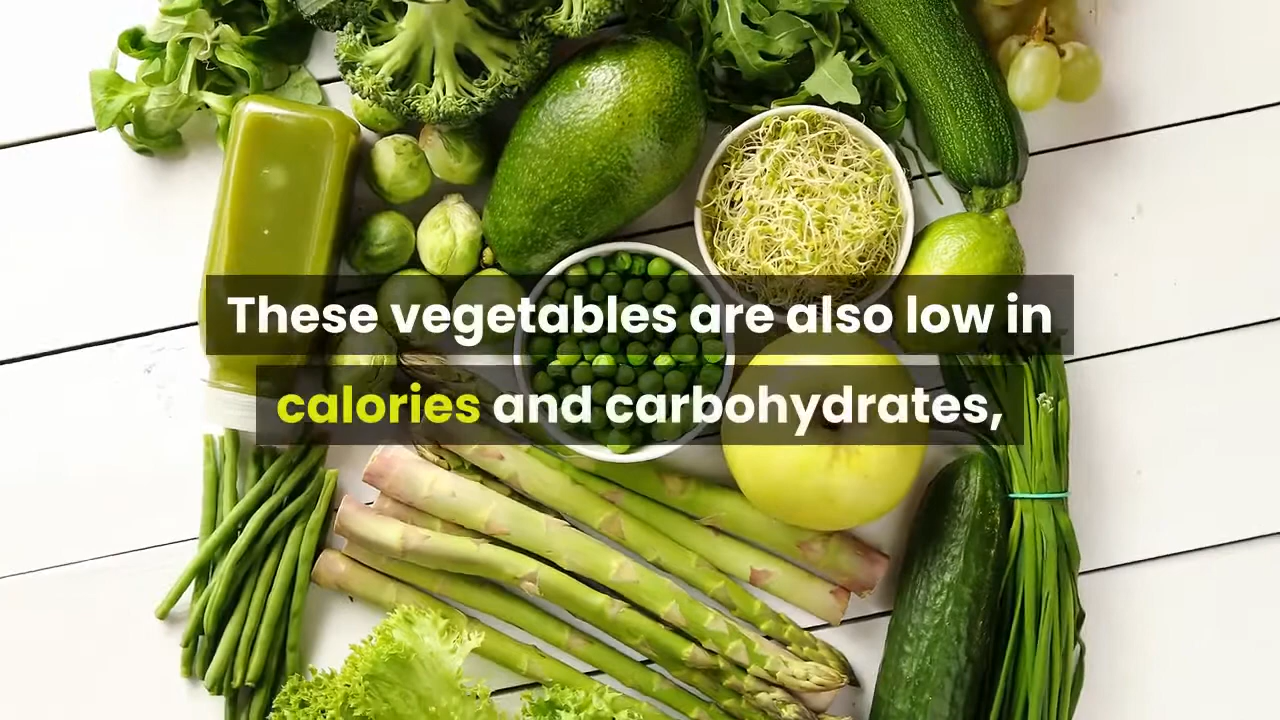 These vegetables are also low in
calories and carbohydrates,